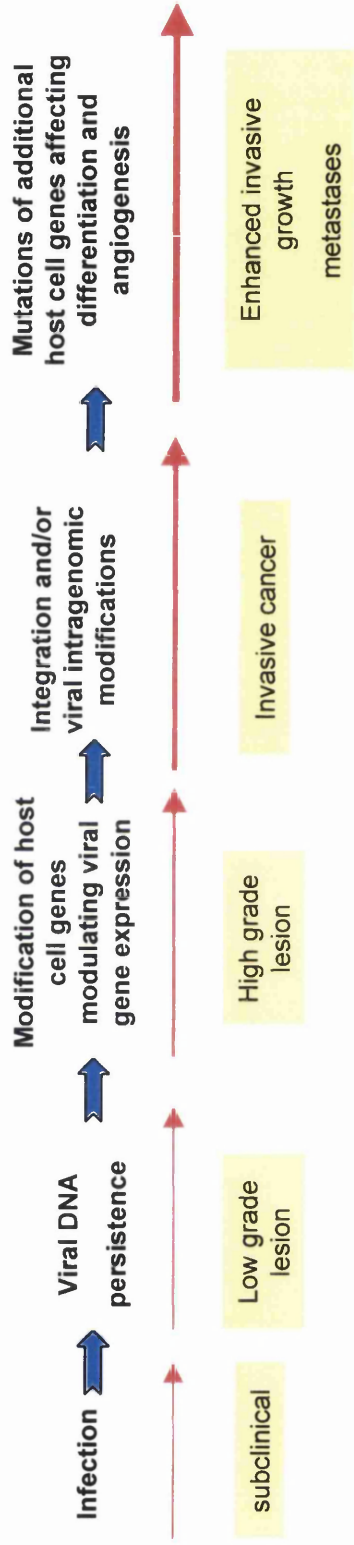 Infection
Viral DNA
persistence
Modification of host
cell genes
modulating viral
gene expression
Integration and/or
viral intragenomic
modifications
Mutations of additional
host cell genes affecting
differentiation and
angiogenesis
subclinical
Low grade
lesion
High grade
lesion
Invasive cancer
Enhanced invasive
growth
metastases